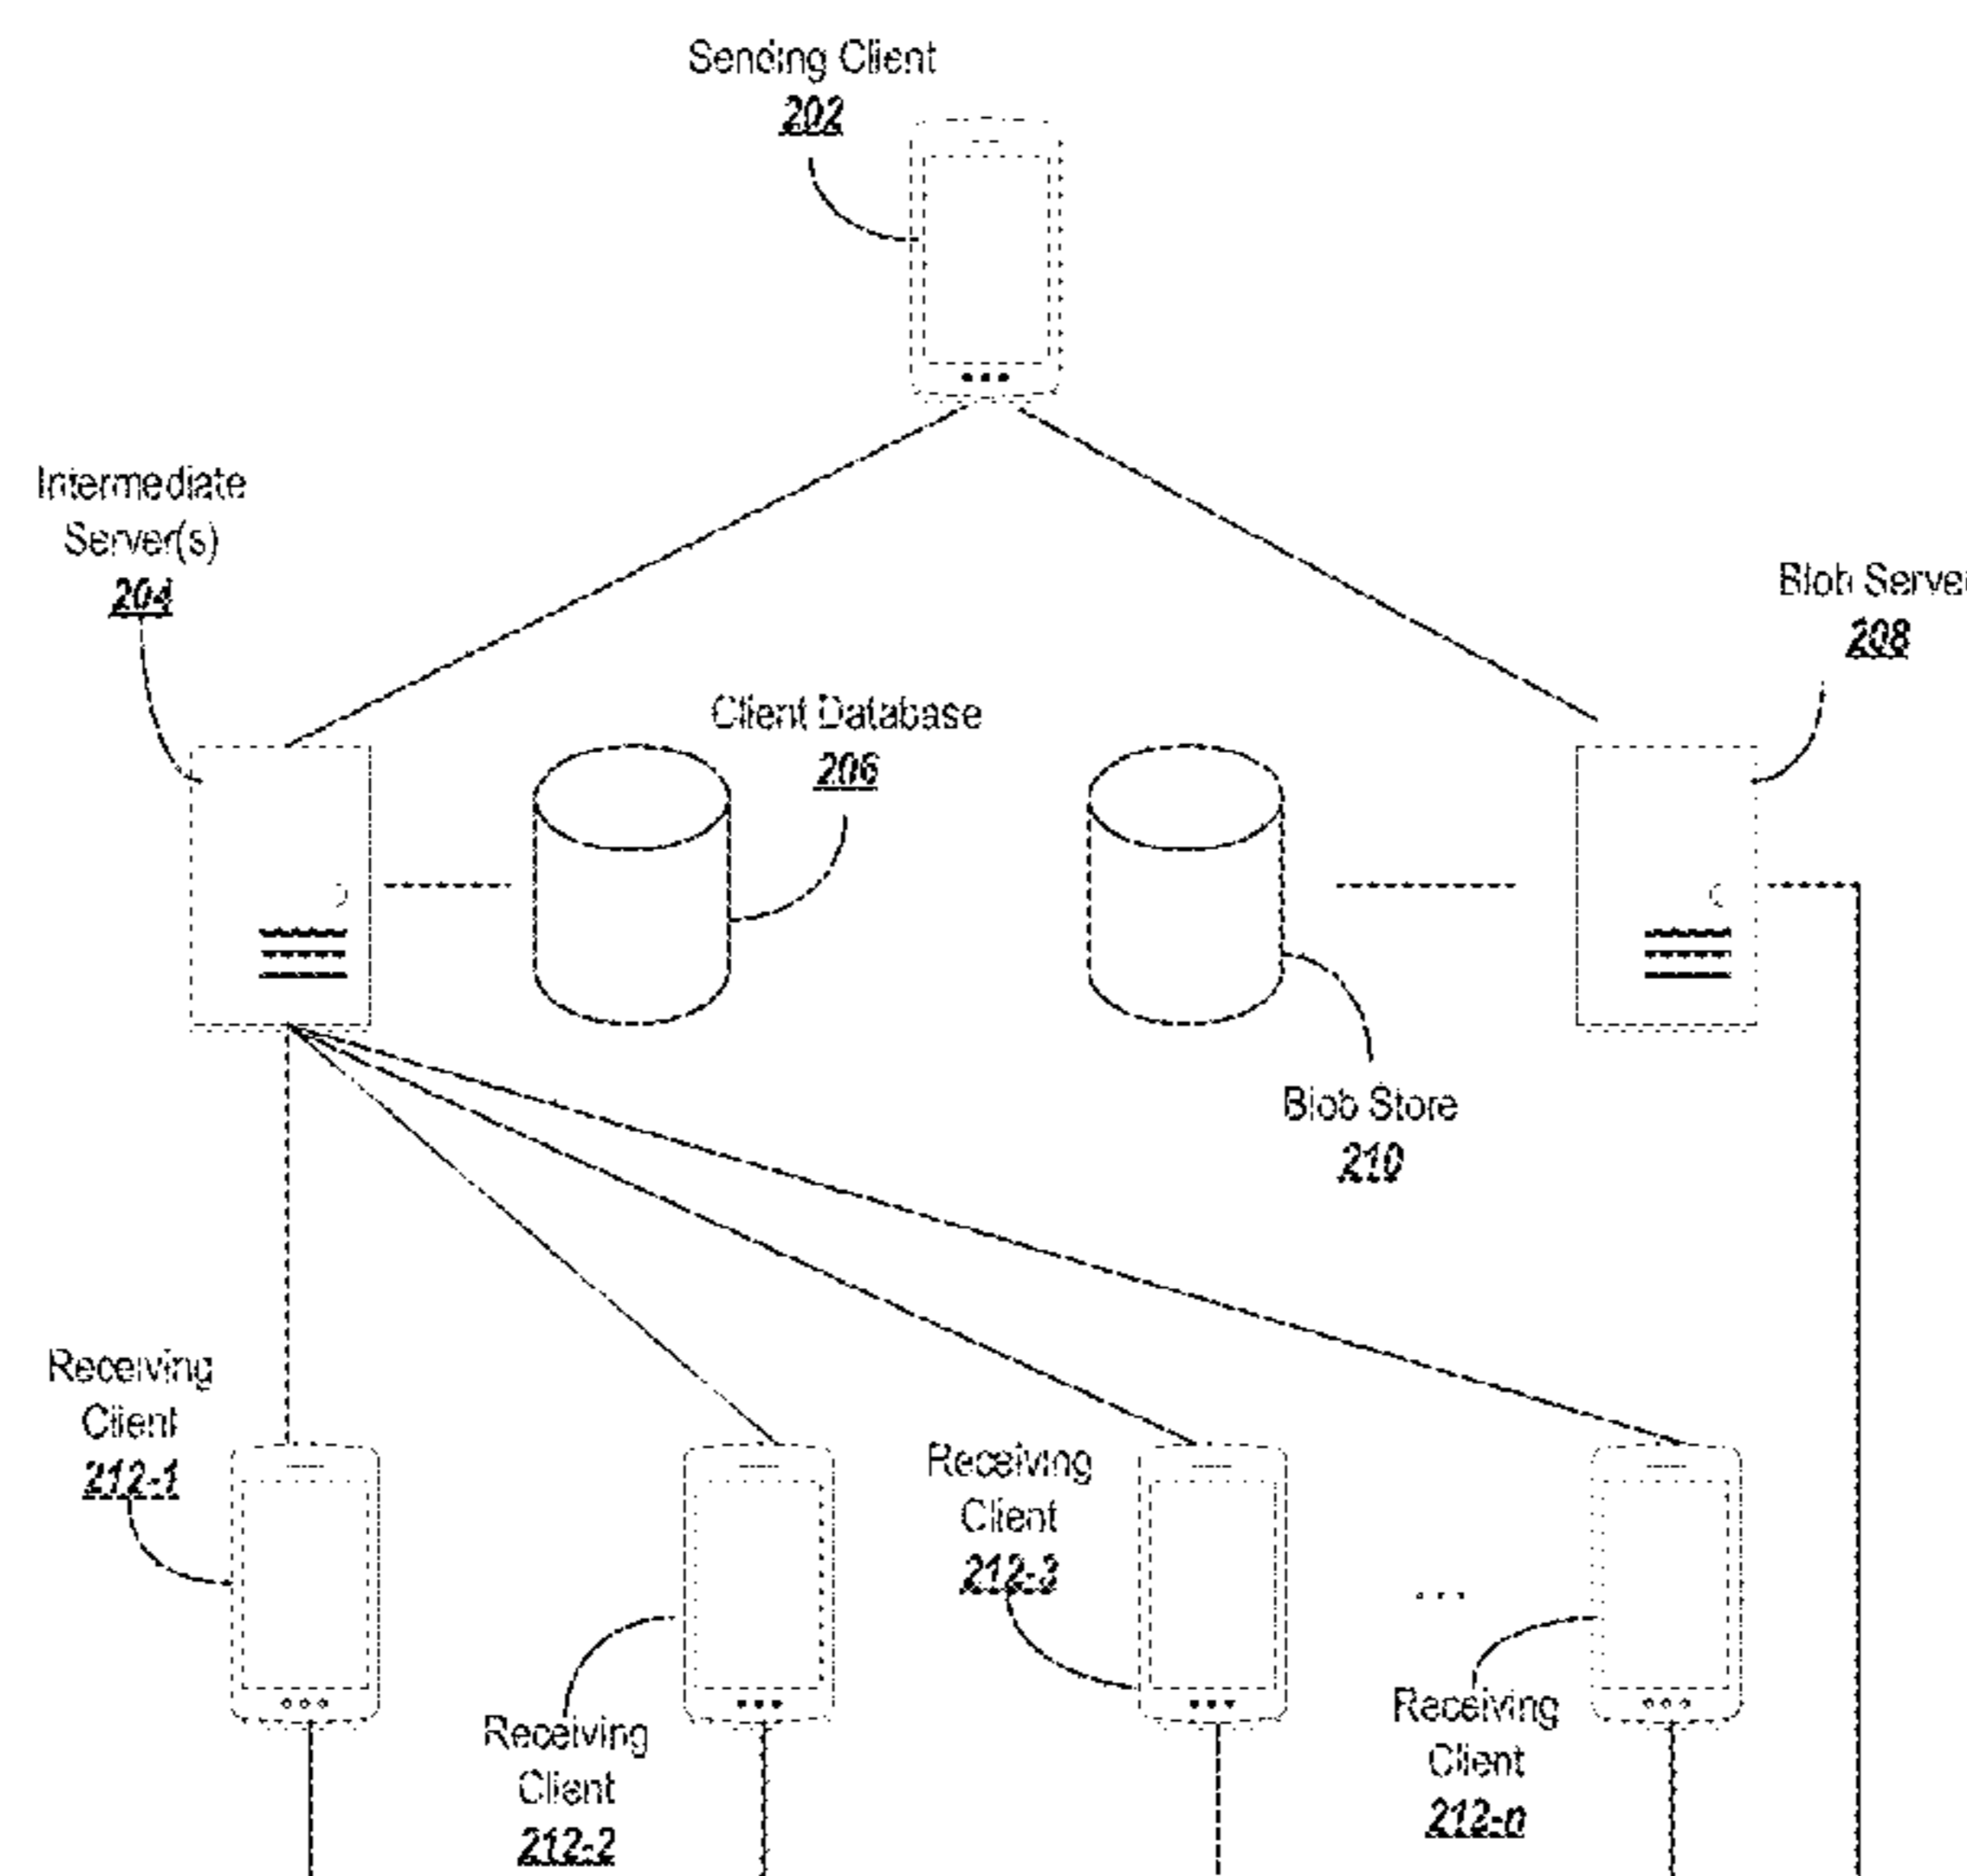 Sending Client
202
Intermediate
Server(s)
204
Blob Server
208
Client Database
206
Blob Store
210
Receiving
Client
212-1
Receiving
Client
212-2
Receiving
Client
212-3
...
Receiving
Client
212-n